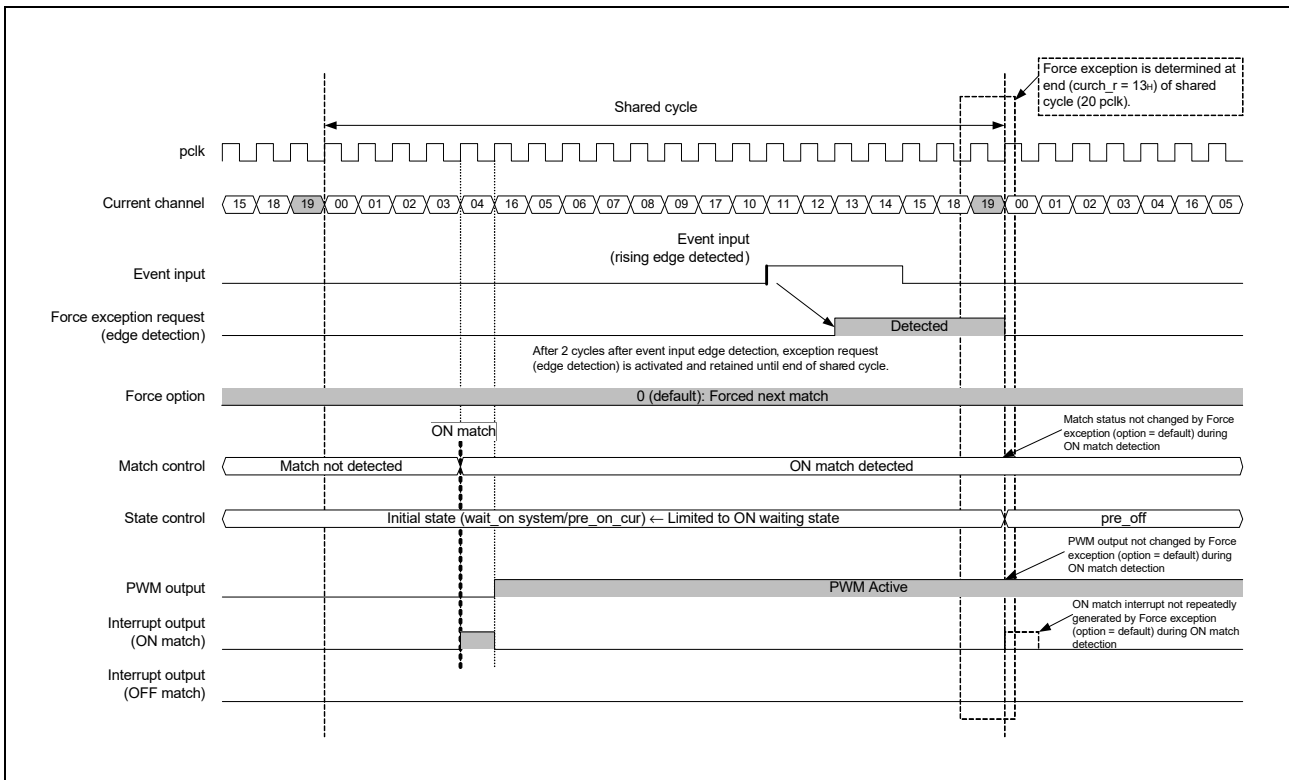 Force exception is determined at
end (curch_r = 13H) of shared
cycle (20 pclk).
Shared cycle
pclk
Current channel
15 18 19 00 01 02 03 04 16 05 06 07 08 09 17 10 11 12 13 14 15 18 19 00 01 02 03 04 16 05
Event input
(rising edge detected)
Event input
Force exception request
(edge detection)
Detected
After 2 cycles after event input edge detection, exception request
(edge detection) is activated and retained until end of shared cycle.
Force option
0 (default): Forced next match
ON match
Match status not changed by Force
exception (option = default) during
ON match detection
Match control
Match not detected
ON match detected
State control
Initial state (wait_on system/pre_on_cur) ← Limited to ON waiting state
pre_off
PWM output not changed by Force
exception (option = default) during
ON match detection
PWM output
PWM Active
ON match interrupt not repeatedly
generated by Force exception
(option = default) during ON match
detection
Interrupt output
(ON match)
Interrupt output
(OFF match)